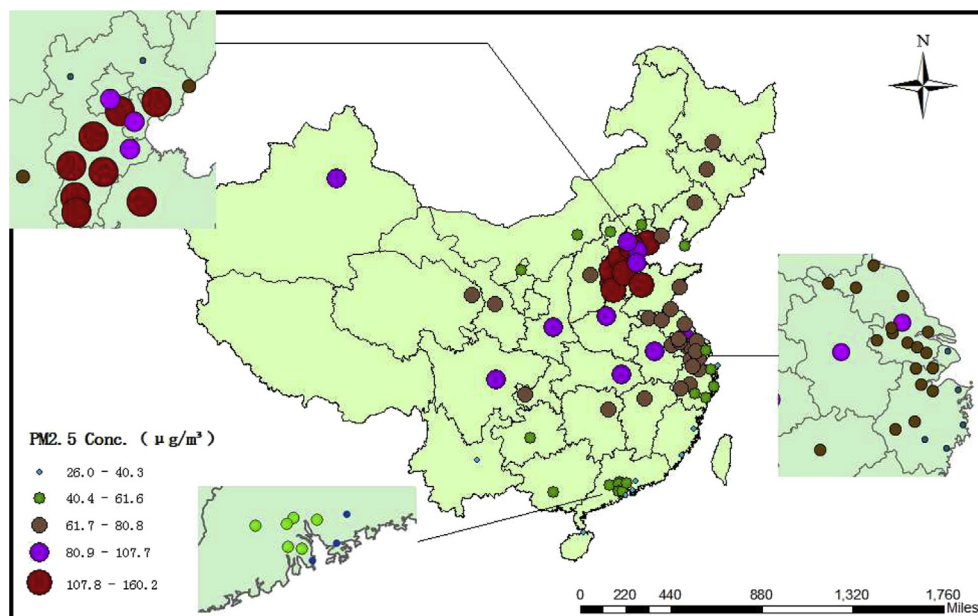 N
PM2.5 Conc. ( μg/m³)
26.0 - 40.3
40.4 - 61.6
61.7 - 80.8
80.9 - 107.7
107.8 - 160.2
0 220 440 880 1,320 1,760
Miles